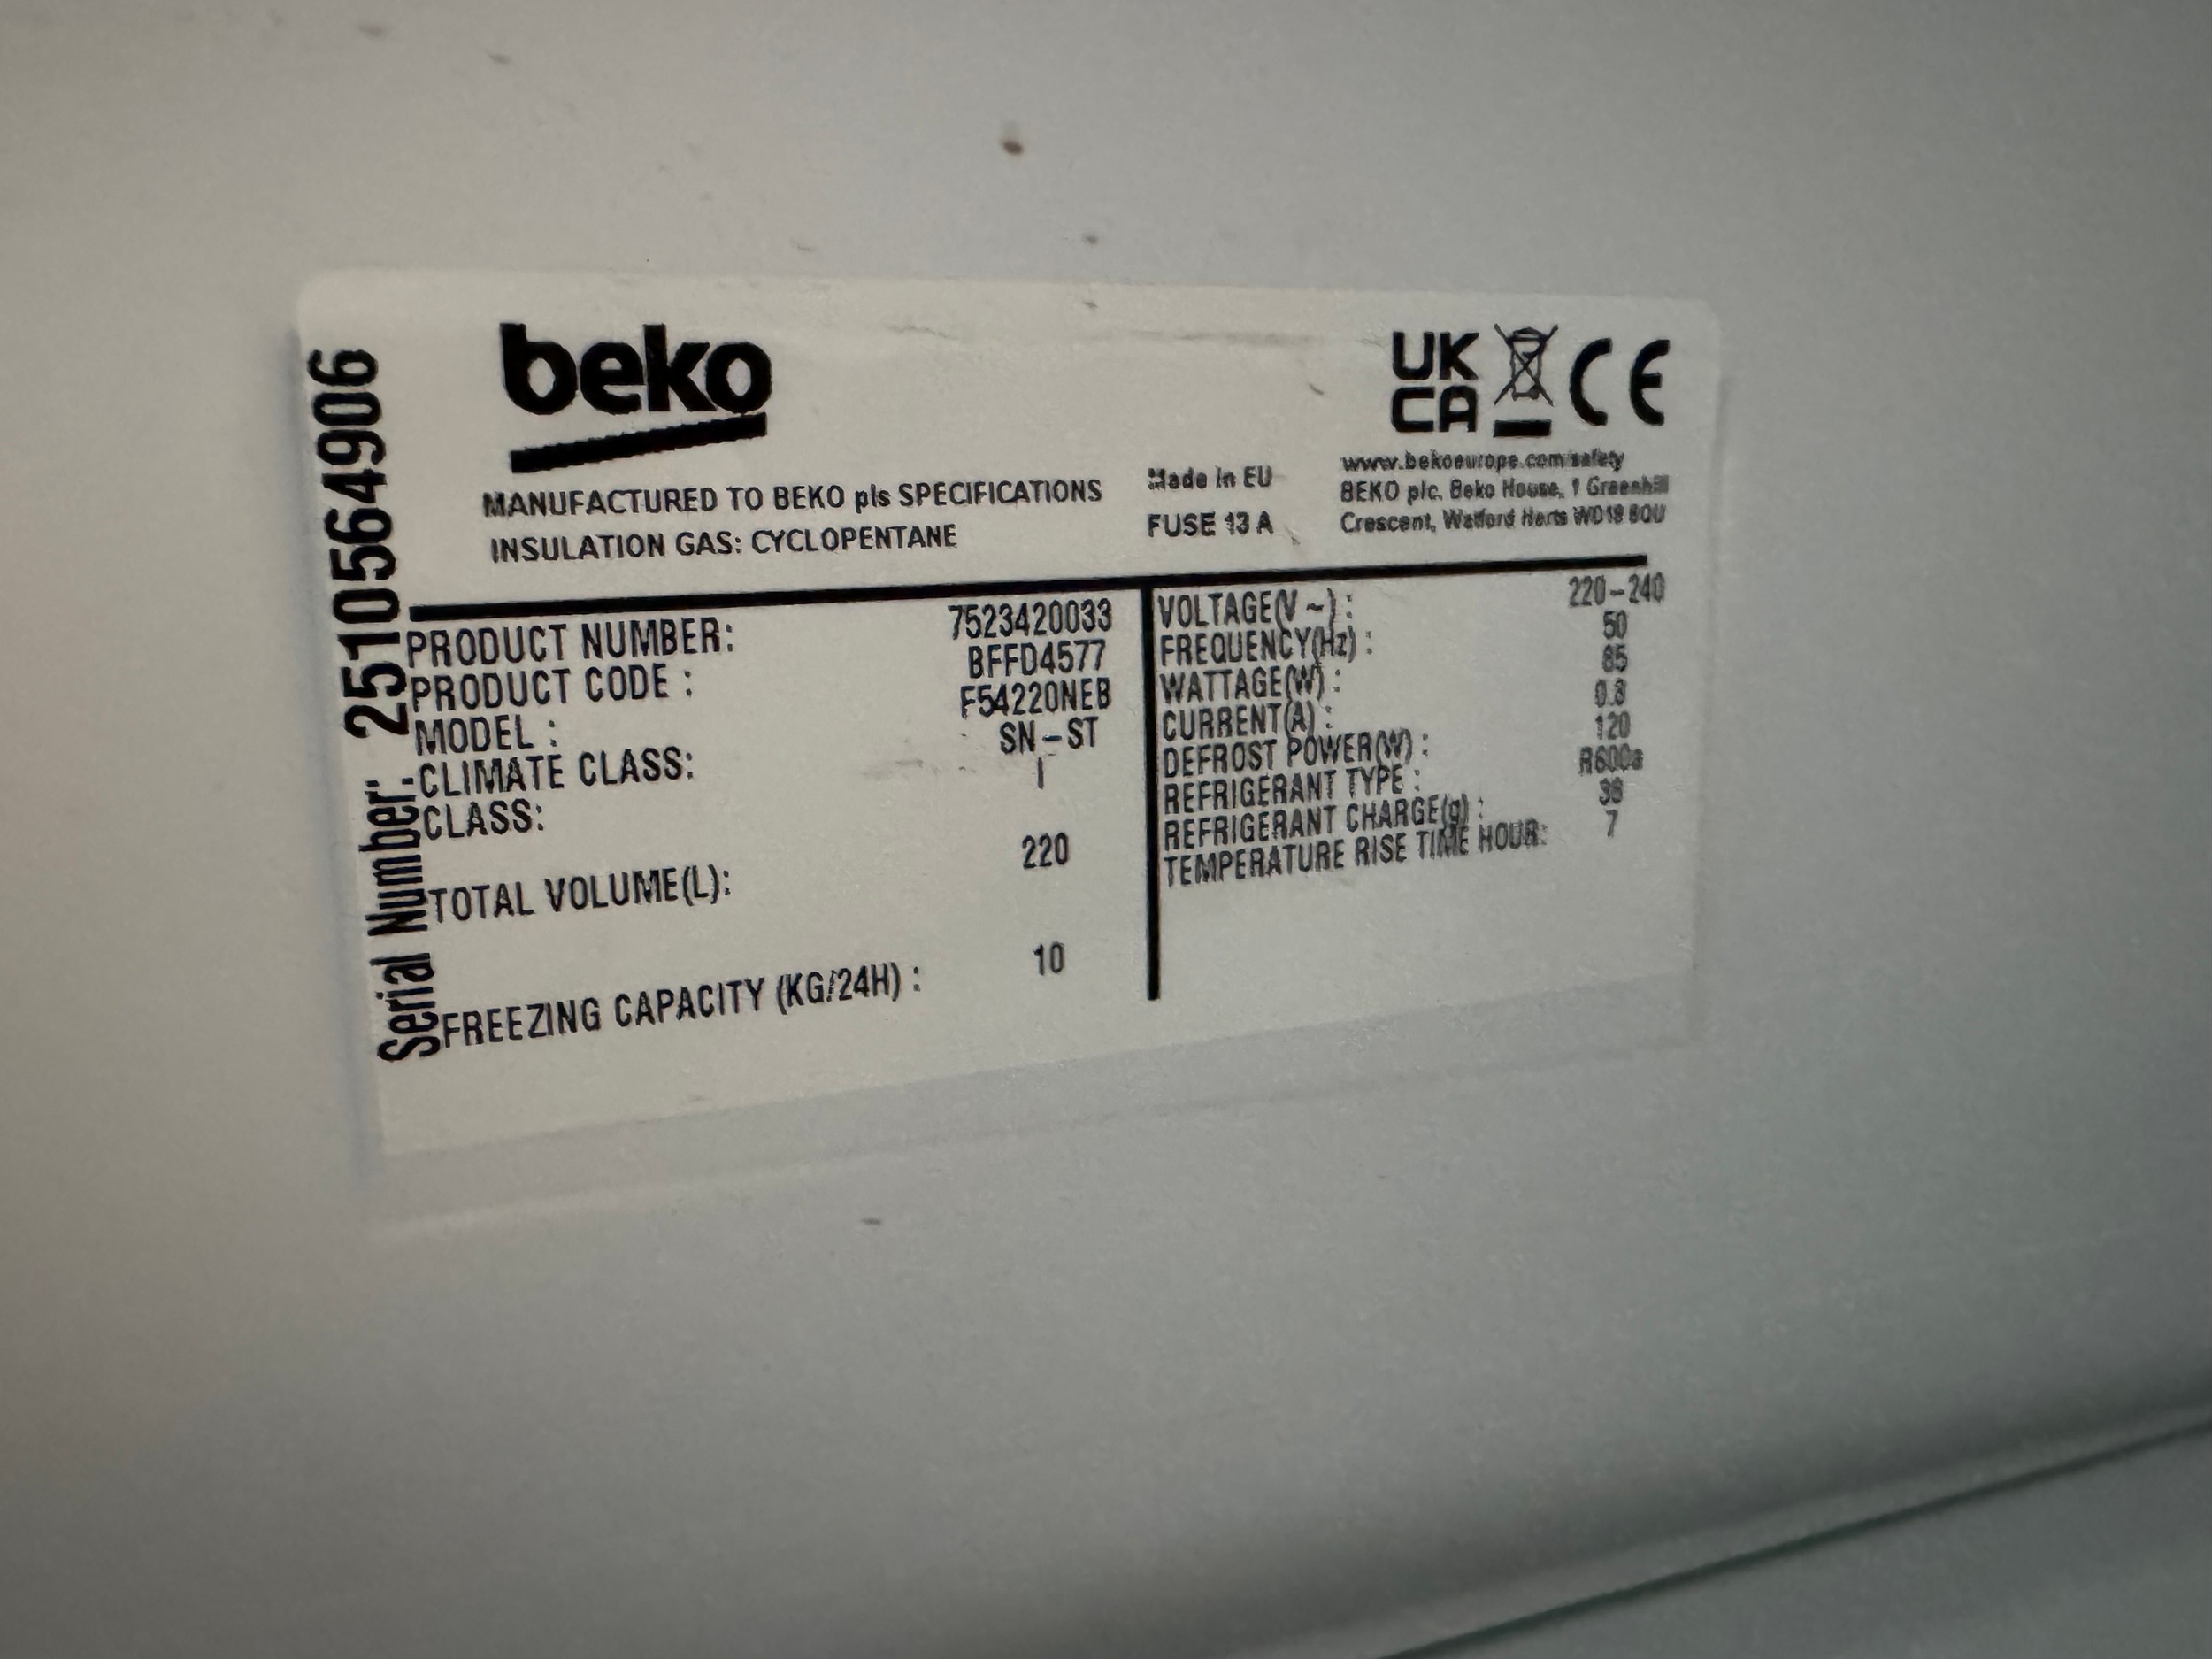 beko
UK
CA
CE
MANUFACTURED TO BEKO pls SPECIFICATIONS
INSULATION GAS: CYCLOPENTANE
Made in EU
FUSE 13 A
www.bekoeurope.com/safety
BEKO plc. Beko House, 1 Greenhill
Crescent, Watford Herts WD18 8QU
Serial Number: 2510564906
PRODUCT NUMBER: 7523420033
PRODUCT CODE : BFFD4577
MODEL : F54220NEB
CLIMATE CLASS: SN-ST
CLASS: I
TOTAL VOLUME(L): 220
FREEZING CAPACITY (KG/24H) : 10
VOLTAGE(V ~) : 220-240
FREQUENCY(Hz) : 50
WATTAGE(W) : 85
CURRENT(A) : 0.8
DEFROST POWER(W) : 120
REFRIGERANT TYPE : R600a
REFRIGERANT CHARGE(g) :
TEMPERATURE RISE TIME HOUR: 7